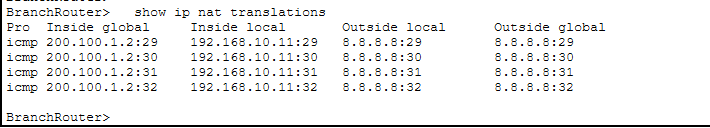 BranchRouter>
BranchRouter>   show ip nat translations
Pro  Inside global     Inside local       Outside local      Outside global
icmp 200.100.1.2:29    192.168.10.11:29   8.8.8.8:29         8.8.8.8:29
icmp 200.100.1.2:30    192.168.10.11:30   8.8.8.8:30         8.8.8.8:30
icmp 200.100.1.2:31    192.168.10.11:31   8.8.8.8:31         8.8.8.8:31
icmp 200.100.1.2:32    192.168.10.11:32   8.8.8.8:32         8.8.8.8:32
BranchRouter>